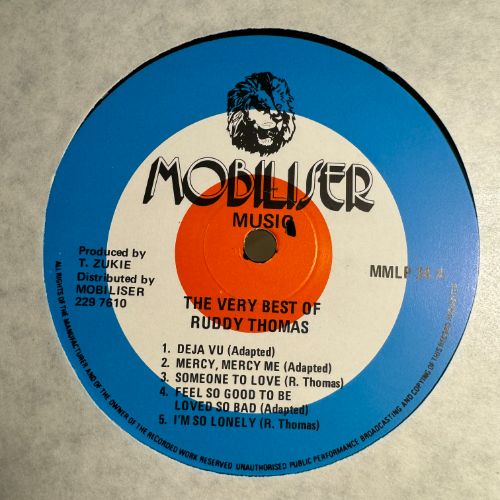 MOBILISER
MUSIC
Produced by
T. ZUKIE
Distributed by
MOBILISER
229 7610
MMLP
THE VERY BEST OF
RUDDY THOMAS
1. DEJA VU (Adapted)
2. MERCY, MERCY ME (Adapted)
3. SOMEONE TO LOVE (R. Thomas)
4. FEEL SO GOOD TO BE
LOVED SO BAD (Adapted)
5. I'M SO LONELY (R. Thomas)
ALL RIGHTS OF THE MANUFACTURER AND OF THE OWNER OF THE RECORDED WORK RESERVED UNAUTHORISED PUBLIC PERFORMANCE BROADCASTING AND COPYING OF THIS RECORD PROHIBITED